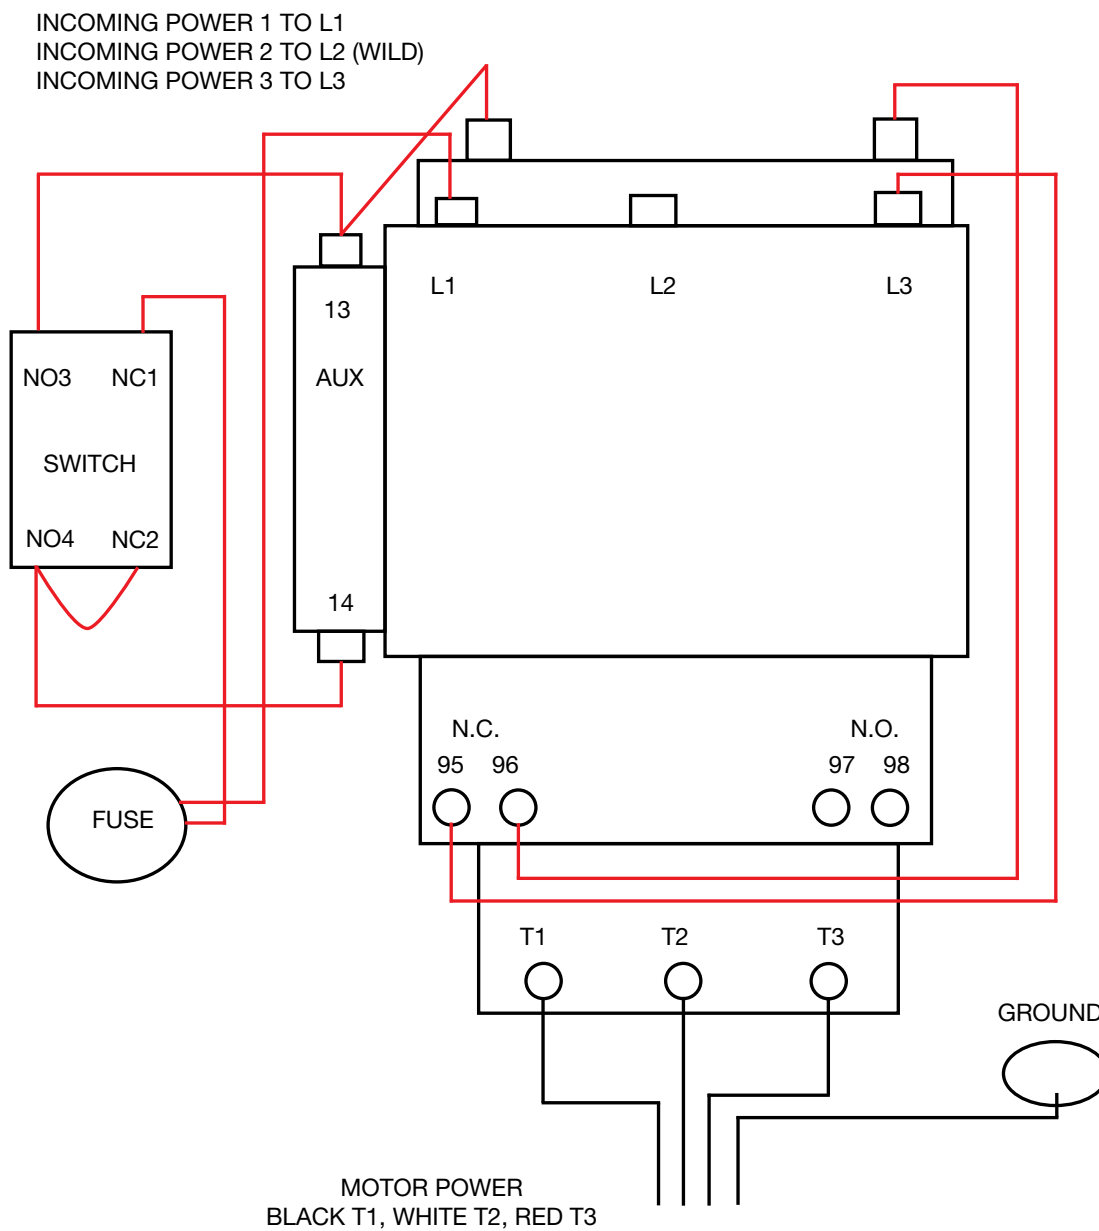 INCOMING POWER 1 TO L1
INCOMING POWER 2 TO L2 (WILD)
INCOMING POWER 3 TO L3
L1 L2 L3
13
NO3 NC1
AUX
SWITCH
NO4 NC2
14
N.C. N.O.
95 96 97 98
FUSE
T1 T2 T3
GROUND
MOTOR POWER
BLACK T1, WHITE T2, RED T3